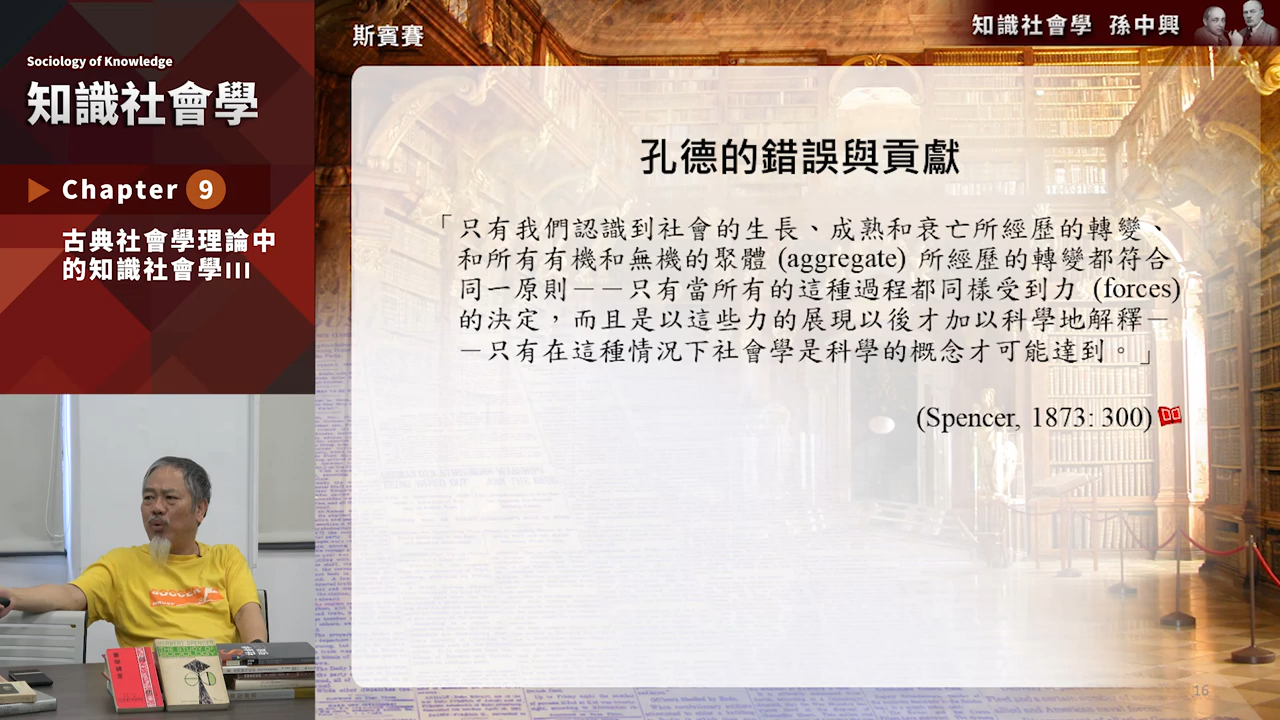 Sociology of Knowledge
知識社會學
Chapter 9
古典社會學理論中
的知識社會學III
斯賓賽
知識社會學 孫中興
孔德的錯誤與貢獻
「只有我們認識到社會的生長、成熟和衰亡所經歷的轉變、
和所有有機和無機的聚體 (aggregate) 所經歷的轉變都符合
同一原則－－只有當所有的這種過程都同樣受到力 (forces)
的決定，而且是以這些力的展現以後才加以科學地解釋－
－只有在這種情況下社會學是科學的概念才可能達到。」
(Spencer, 1873: 300)
16
SOCCER
HERBERT SPENCER